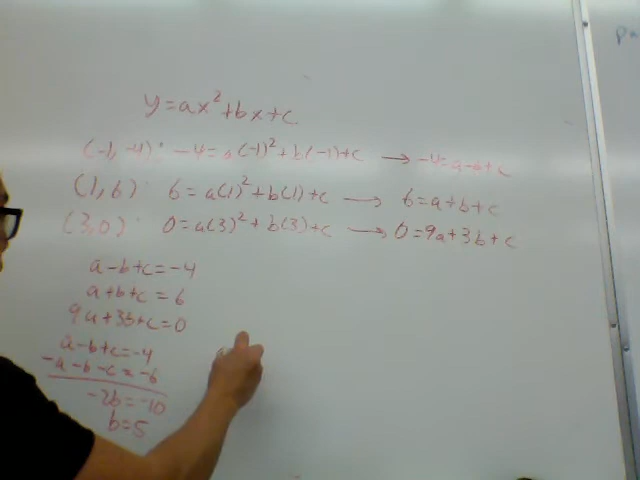 y=ax²+bx+c
(-1,-4): -4=a(-1)²+b(-1)+c → -4=a-b+c
(1,6) 6=a(1)²+b(1)+c → 6=a+b+c
(3,0) 0=a(3)²+b(3)+c → 0=9a+3b+c
a-b+c=-4
a+b+c=6
9a+3b+c=0
a-b+c=-4
-a-b-c=-6
-2b=-10
b=5